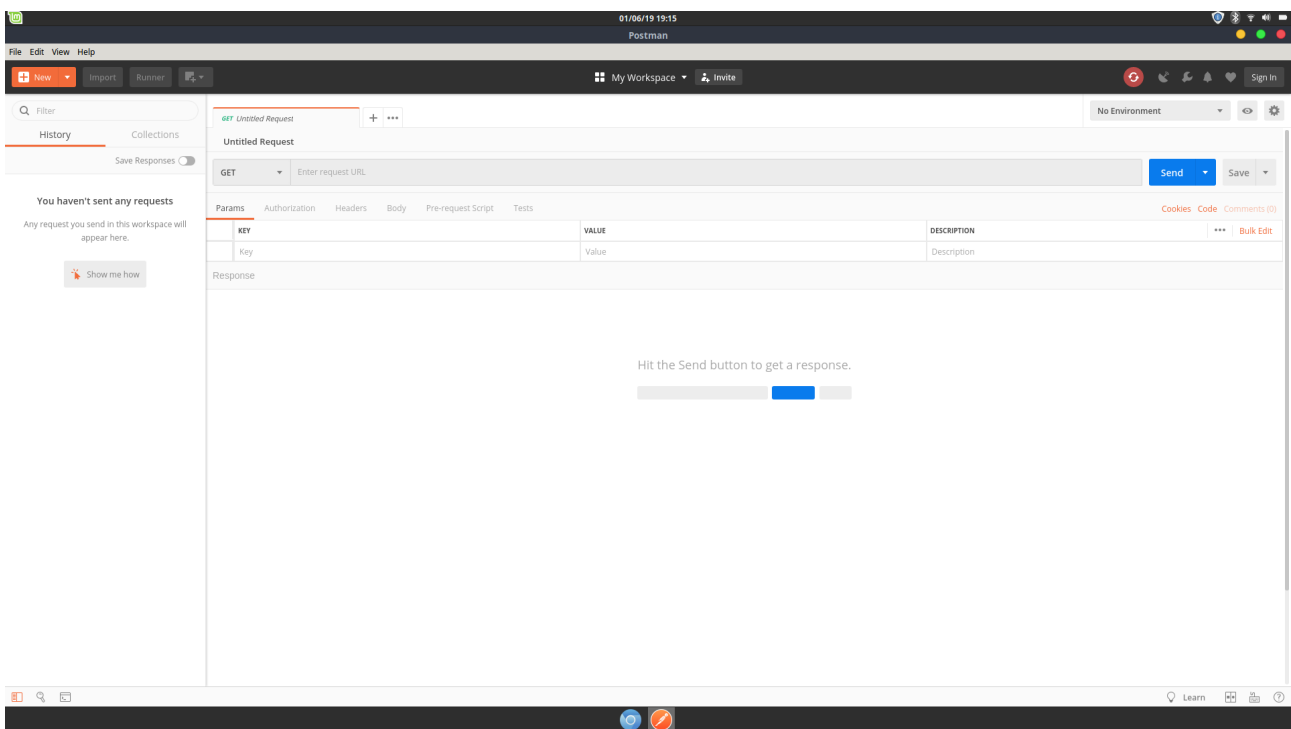 01/06/19 19:15
Postman
File Edit View Help
New Import Runner My Workspace Invite Sign In
Filter
History Collections
Save Responses
You haven't sent any requests
Any request you send in this workspace will
appear here.
Show me how
GET Untitled Request
No Environment
Untitled Request
GET Enter request URL Send Save
Params Authorization Headers Body Pre-request Script Tests Cookies Code Comments (0)
KEY VALUE DESCRIPTION Bulk Edit
Key Value Description
Response
Hit the Send button to get a response.
Learn